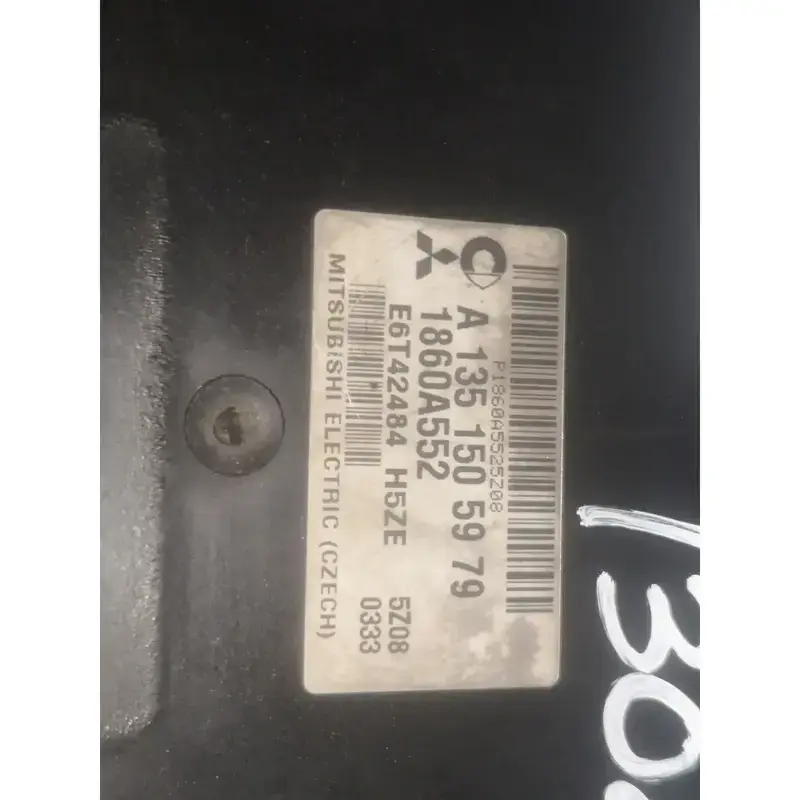 P1860A5525Z08
A 135 150 59 79
1860A552
E6T42484 H5ZE 5Z08
0333
MITSUBISHI ELECTRIC (CZECH)